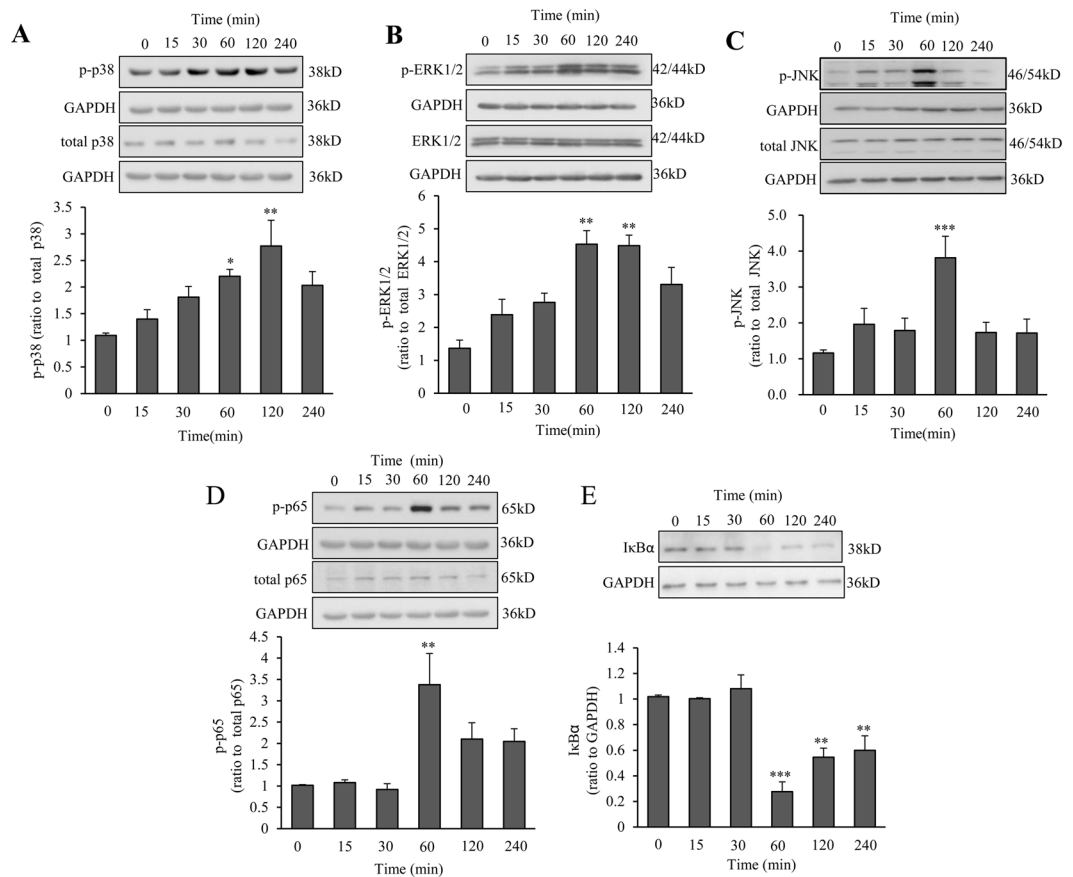 A
Time (min)
0 15 30 60 120 240
p-p38 38kD
GAPDH 36kD
total p38 38kD
GAPDH 36kD
p-p38 (ratio to total p38)
3.5
3
2.5
2
1.5
1
0.5
0
* **
0 15 30 60 120 240
Time(min)
B
Time (min)
0 15 30 60 120 240
p-ERK1/2 42/44kD
GAPDH 36kD
ERK1/2 42/44kD
GAPDH 36kD
p-ERK1/2
(ratio to total ERK1/2)
6
5
4
3
2
1
0
** **
0 15 30 60 120 240
Time(min)
C
Time (min)
0 15 30 60 120 240
p-JNK 46/54kD
GAPDH 36kD
total JNK 46/54kD
GAPDH 36kD
p-JNK
(ratio to total JNK)
5.0
4.0
3.0
2.0
1.0
0.0
***
0 15 30 60 120 240
Time(min)
D
Time (min)
0 15 30 60 120 240
p-p65 65kD
GAPDH 36kD
total p65 65kD
GAPDH 36kD
p-p65
(ratio to total p65)
4.5
4
3.5
3
2.5
2
1.5
1
0.5
0
**
0 15 30 60 120 240
Time (min)
E
Time (min)
0 15 30 60 120 240
IκBα 38kD
GAPDH 36kD
IκBα
(ratio to GAPDH)
1.4
1.2
1
0.8
0.6
0.4
0.2
0
*** ** **
0 15 30 60 120 240
Time (min)